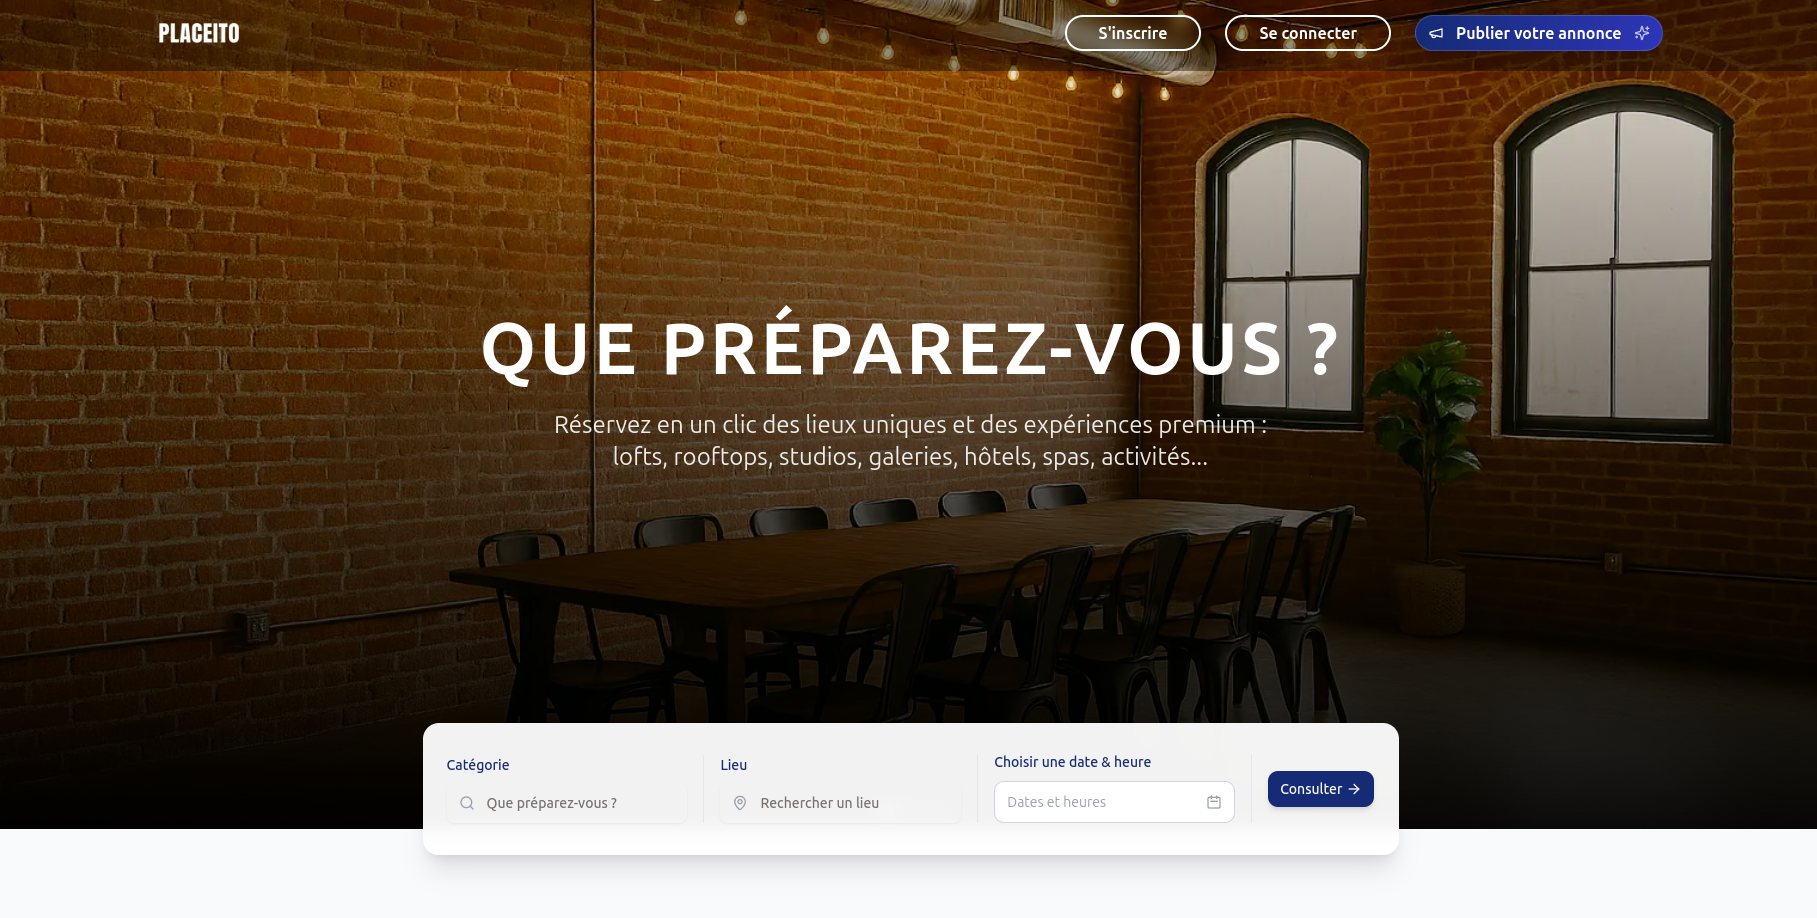 PLACEITO
S'inscrire
Se connecter
Publier votre annonce
QUE PRÉPAREZ-VOUS ?
Réservez en un clic des lieux uniques et des expériences premium :
lofts, rooftops, studios, galeries, hôtels, spas, activités...
Catégorie
Que préparez-vous ?
Lieu
Rechercher un lieu
Choisir une date & heure
Dates et heures
Consulter